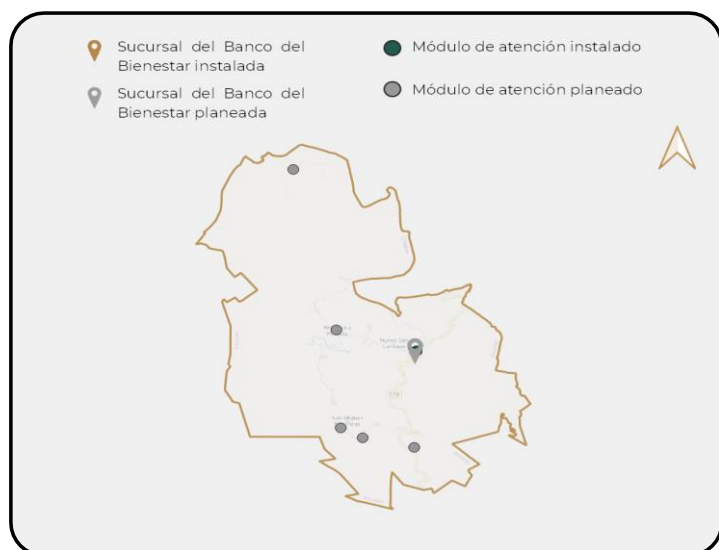 Sucursal del Banco del
Bienestar instalada
Sucursal del Banco del
Bienestar planeada
Módulo de atención instalado
Módulo de atención planeado